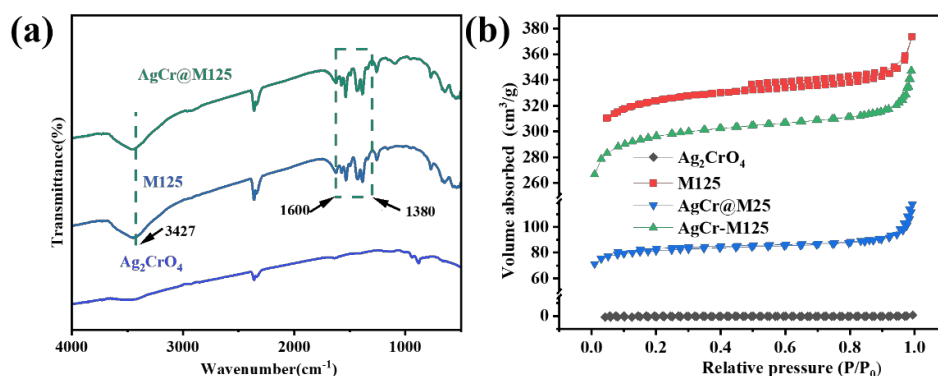 (a)
AgCr@M125
M125
1600
1380
3427
Ag₂CrO₄
Transmittance(%)
4000
3000
2000
1000
Wavenumber(cm⁻¹)
(b)
380
360
340
320
300
280
260
80
60
0
Ag₂CrO₄
M125
AgCr@M25
AgCr-M125
Volume absorbed (cm³/g)
0.0
0.2
0.4
0.6
0.8
1.0
Relative pressure (P/P₀)